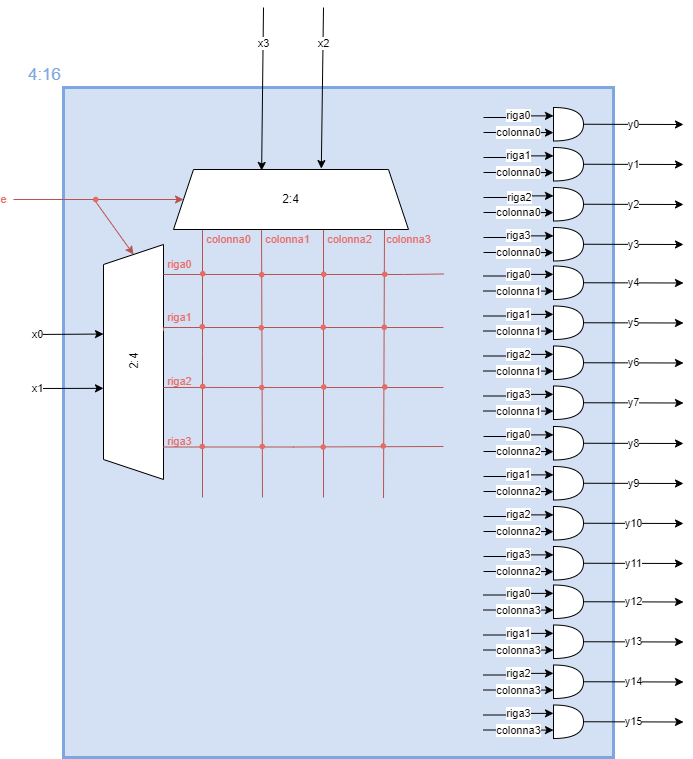 x3
x2
4:16
e
2:4
colonna0
colonna1
colonna2
colonna3
riga0
riga1
riga2
riga3
x0
x1
2:4
riga0
colonna0
y0
riga1
colonna0
y1
riga2
colonna0
y2
riga3
colonna0
y3
riga0
colonna1
y4
riga1
colonna1
y5
riga2
colonna1
y6
riga3
colonna1
y7
riga0
colonna2
y8
riga1
colonna2
y9
riga2
colonna2
y10
riga3
colonna2
y11
riga0
colonna3
y12
riga1
colonna3
y13
riga2
colonna3
y14
riga3
colonna3
y15